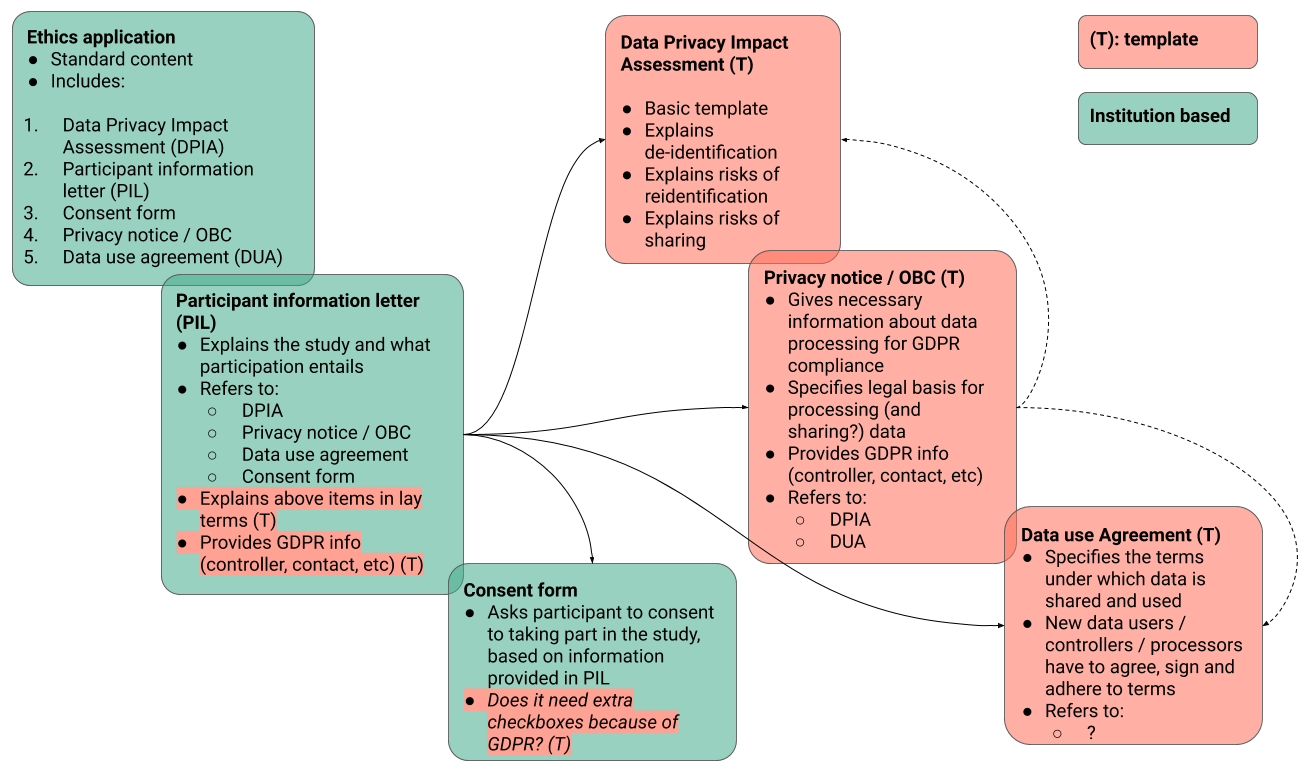 Ethics application
● Standard content
● Includes:
1. Data Privacy Impact
Assessment (DPIA)
2. Participant information
letter (PIL)
3. Consent form
4. Privacy notice / OBC
5. Data use agreement (DUA)
Participant information letter
(PIL)
● Explains the study and what
participation entails
● Refers to:
○ DPIA
○ Privacy notice / OBC
○ Data use agreement
○ Consent form
● Explains above items in lay
terms (T)
● Provides GDPR info
(controller, contact, etc) (T)
Consent form
● Asks participant to consent
to taking part in the study,
based on information
provided in PIL
● Does it need extra
checkboxes because of
GDPR? (T)
Data Privacy Impact
Assessment (T)
● Basic template
● Explains
de-identification
● Explains risks of
reidentification
● Explains risks of
sharing
Privacy notice / OBC (T)
● Gives necessary
information about data
processing for GDPR
compliance
● Specifies legal basis for
processing (and
sharing?) data
● Provides GDPR info
(controller, contact, etc)
● Refers to:
○ DPIA
○ DUA
Data use Agreement (T)
● Specifies the terms
under which data is
shared and used
● New data users /
controllers / processors
have to agree, sign and
adhere to terms
● Refers to:
○ ?
(T): template
Institution based